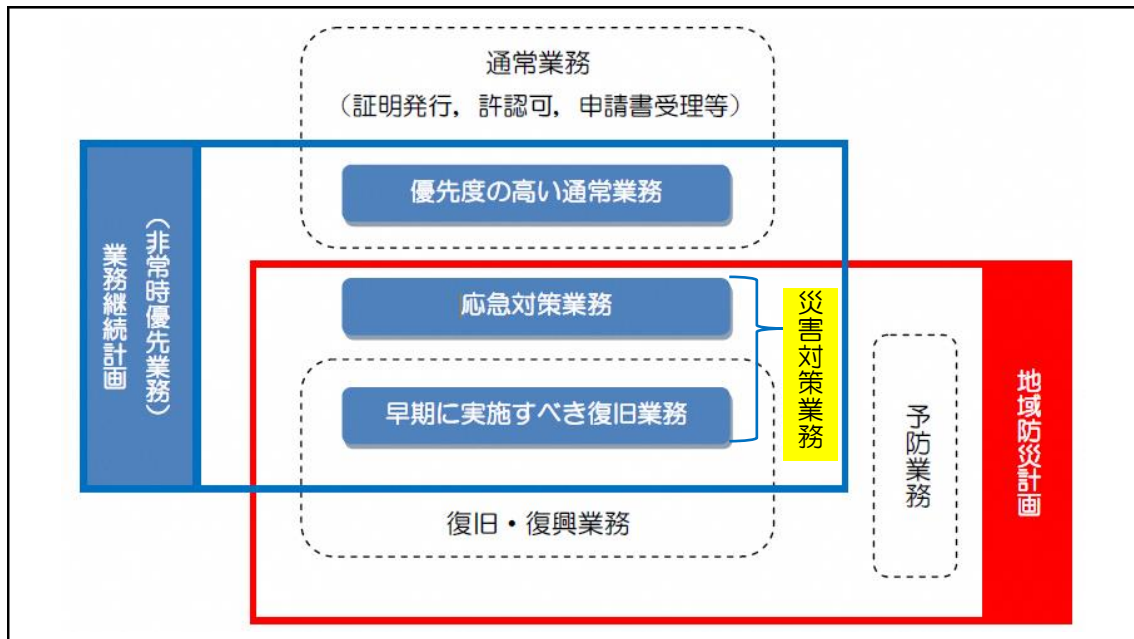 通常業務
（証明発行，許認可，申請書受理等）
優先度の高い通常業務
業務継続計画
（非常時優先業務）
応急対策業務
災害対策業務
早期に実施すべき復旧業務
復旧・復興業務
予防業務
地域防災計画